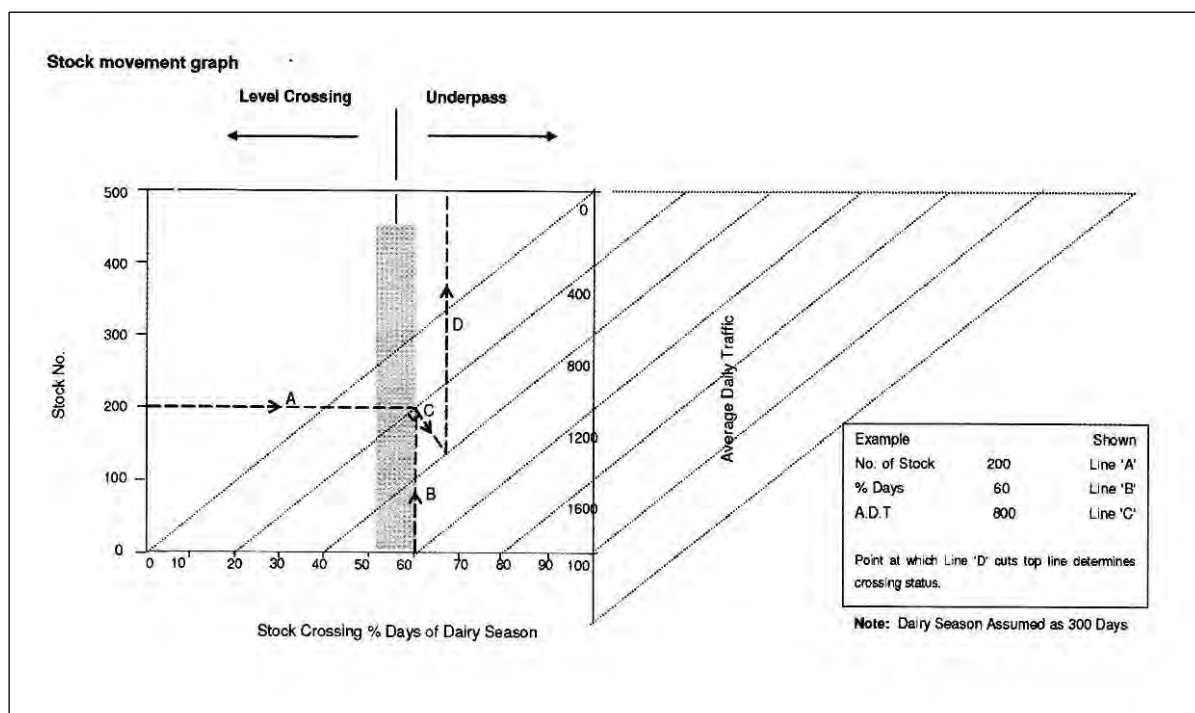 Stock movement graph
Level Crossing Underpass
500
400
300
200
100
0
Stock No.
A
B
C
D
0
400
800
1200
1600
Average Daily Traffic
0 10 20 30 40 50 60 70 80 90 100
Stock Crossing % Days of Dairy Season
Example Shown
No. of Stock 200 Line 'A'
% Days 60 Line 'B'
A.D.T 800 Line 'C'
Point at which Line 'D' cuts top line determines
crossing status.
Note: Dairy Season Assumed as 300 Days